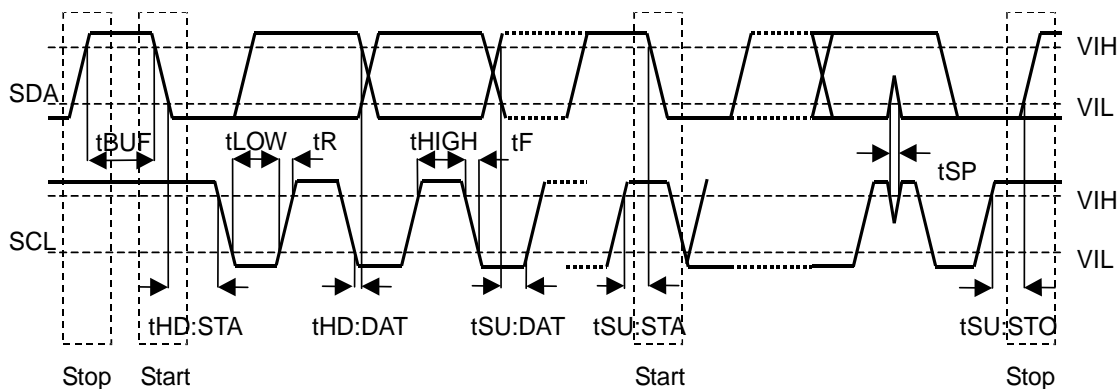 VIH
SDA
VIL
tBUF tLOW tR tHIGH tF
tSP
VIH
SCL
VIL
tHD:STA tHD:DAT tSU:DAT tSU:STA tSU:STO
Stop Start Start Stop